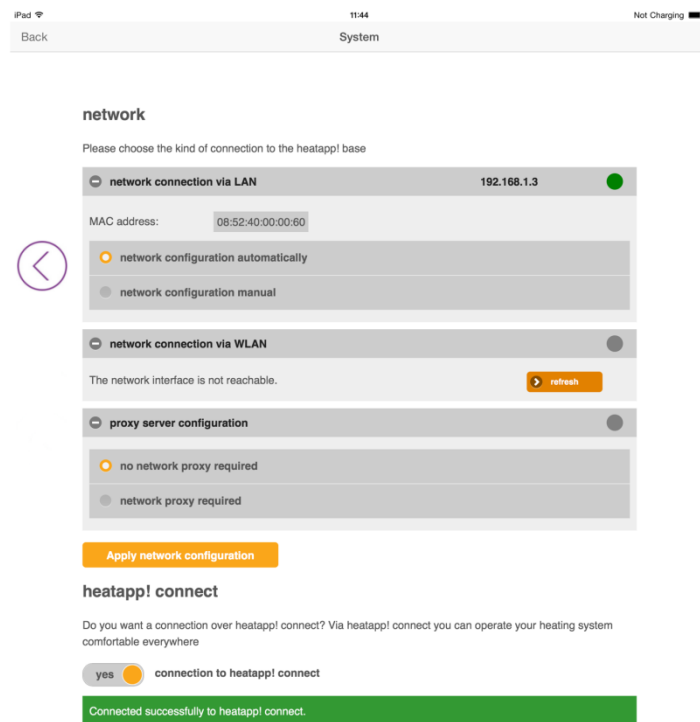 iPad 11:44 Not Charging
Back System
network
Please choose the kind of connection to the heatapp! base
network connection via LAN 192.168.1.3
MAC address: 08:52:40:00:00:60
network configuration automatically
network configuration manual
network connection via WLAN
The network interface is not reachable. refresh
proxy server configuration
no network proxy required
network proxy required
Apply network configuration
heatapp! connect
Do you want a connection over heatapp! connect? Via heatapp! connect you can operate your heating system
comfortable everywhere
yes connection to heatapp! connect
Connected successfully to heatapp! connect.